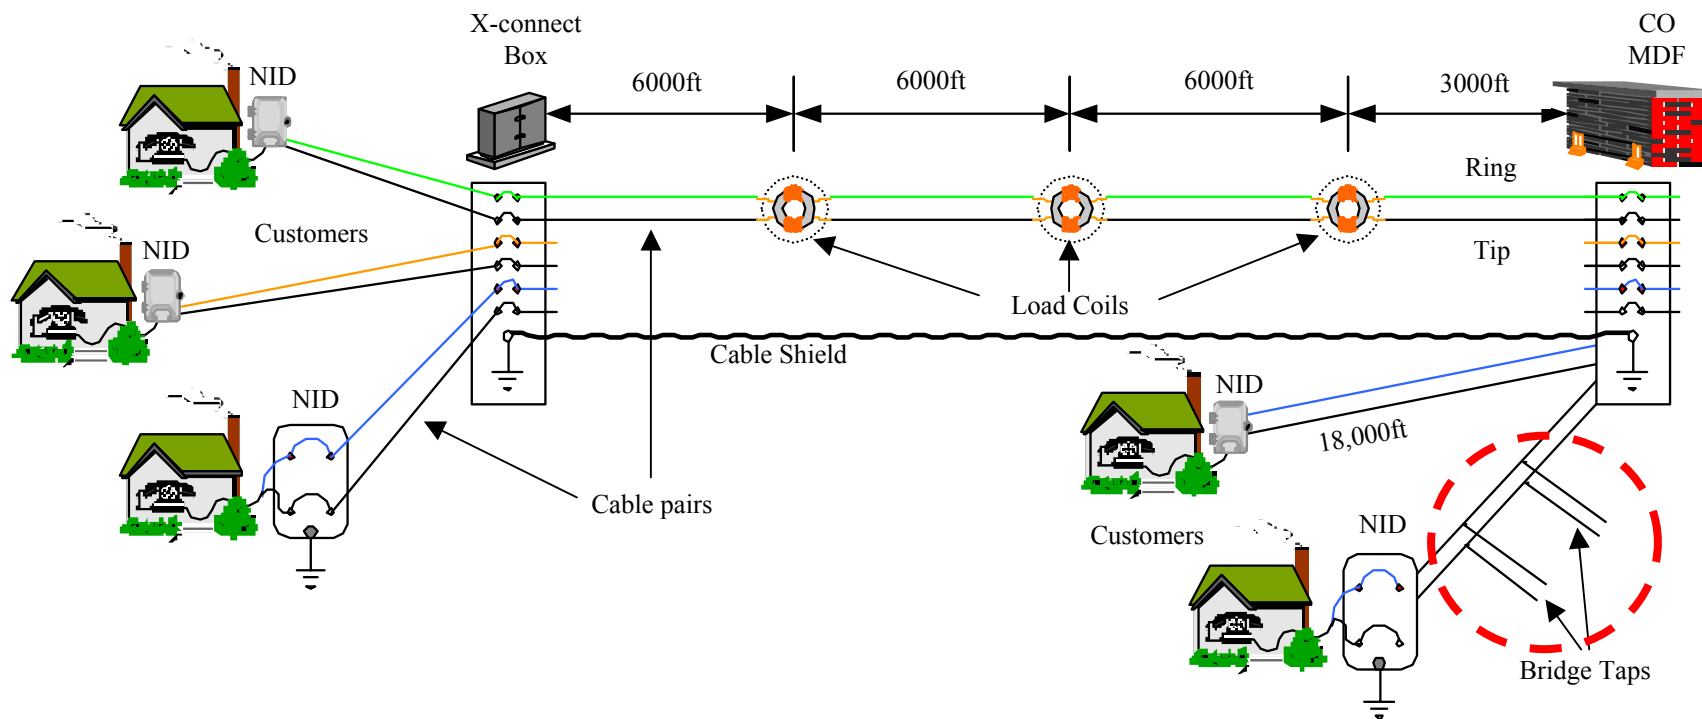 X-connect
Box
CO
MDF
NID
6000ft
6000ft
6000ft
3000ft
Ring
Customers
NID
Tip
Load Coils
Cable Shield
NID
NID
18,000ft
Cable pairs
Customers
NID
Bridge Taps